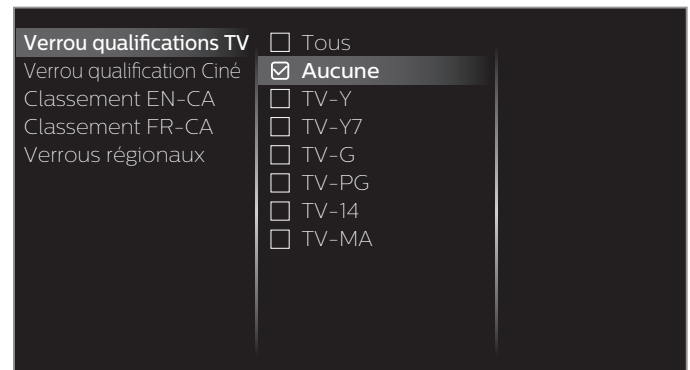 Verrou qualifications TV
Verrou qualification Ciné
Classement EN-CA
Classement FR-CA
Verrous régionaux
Tous
Aucune
TV-Y
TV-Y7
TV-G
TV-PG
TV-14
TV-MA